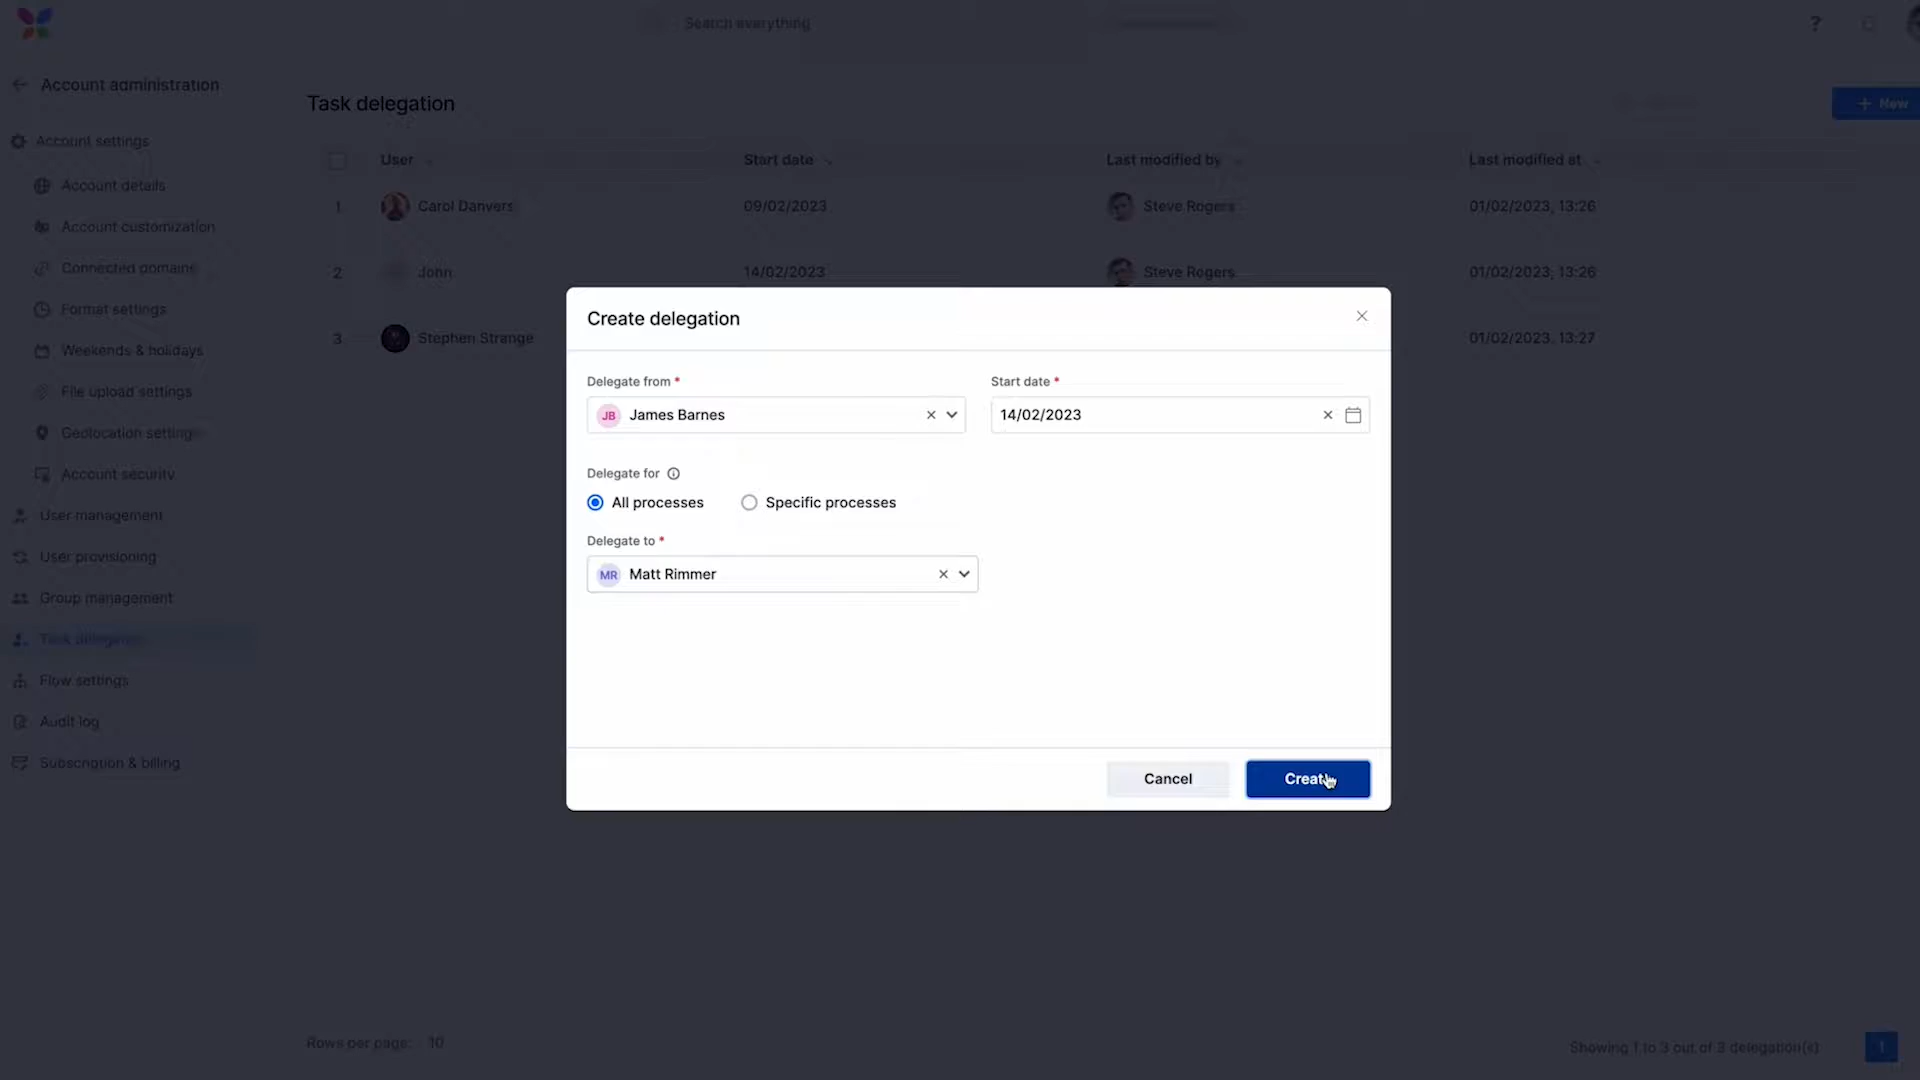 Search everything
?
Account administration
Task delegation
+ New
Account settings
User
Start date
Last modified by
Last modified at
Account details
1.
Carol Danvers
09/02/2023
Steve Rogers
01/02/2023, 13:26
Account customization
Connected domains
2.
John
14/02/2023
Steve Rogers
01/02/2023, 13:26
Format settings
Create delegation
3.
Stephen Strange
01/02/2023, 13:27
Weekends & holidays
File upload settings
Delegate from *
Start date *
JB James Barnes
14/02/2023
Geolocation settings
Account security
Delegate for
All processes
Specific processes
User management
Delegate to *
User provisioning
MR Matt Rimmer
Group management
Task delegation
Flow settings
Audit log
Subscription & billing
Cancel
Create
Rows per page: 10
Showing 1 to 3 out of 3 delegation(s)
1